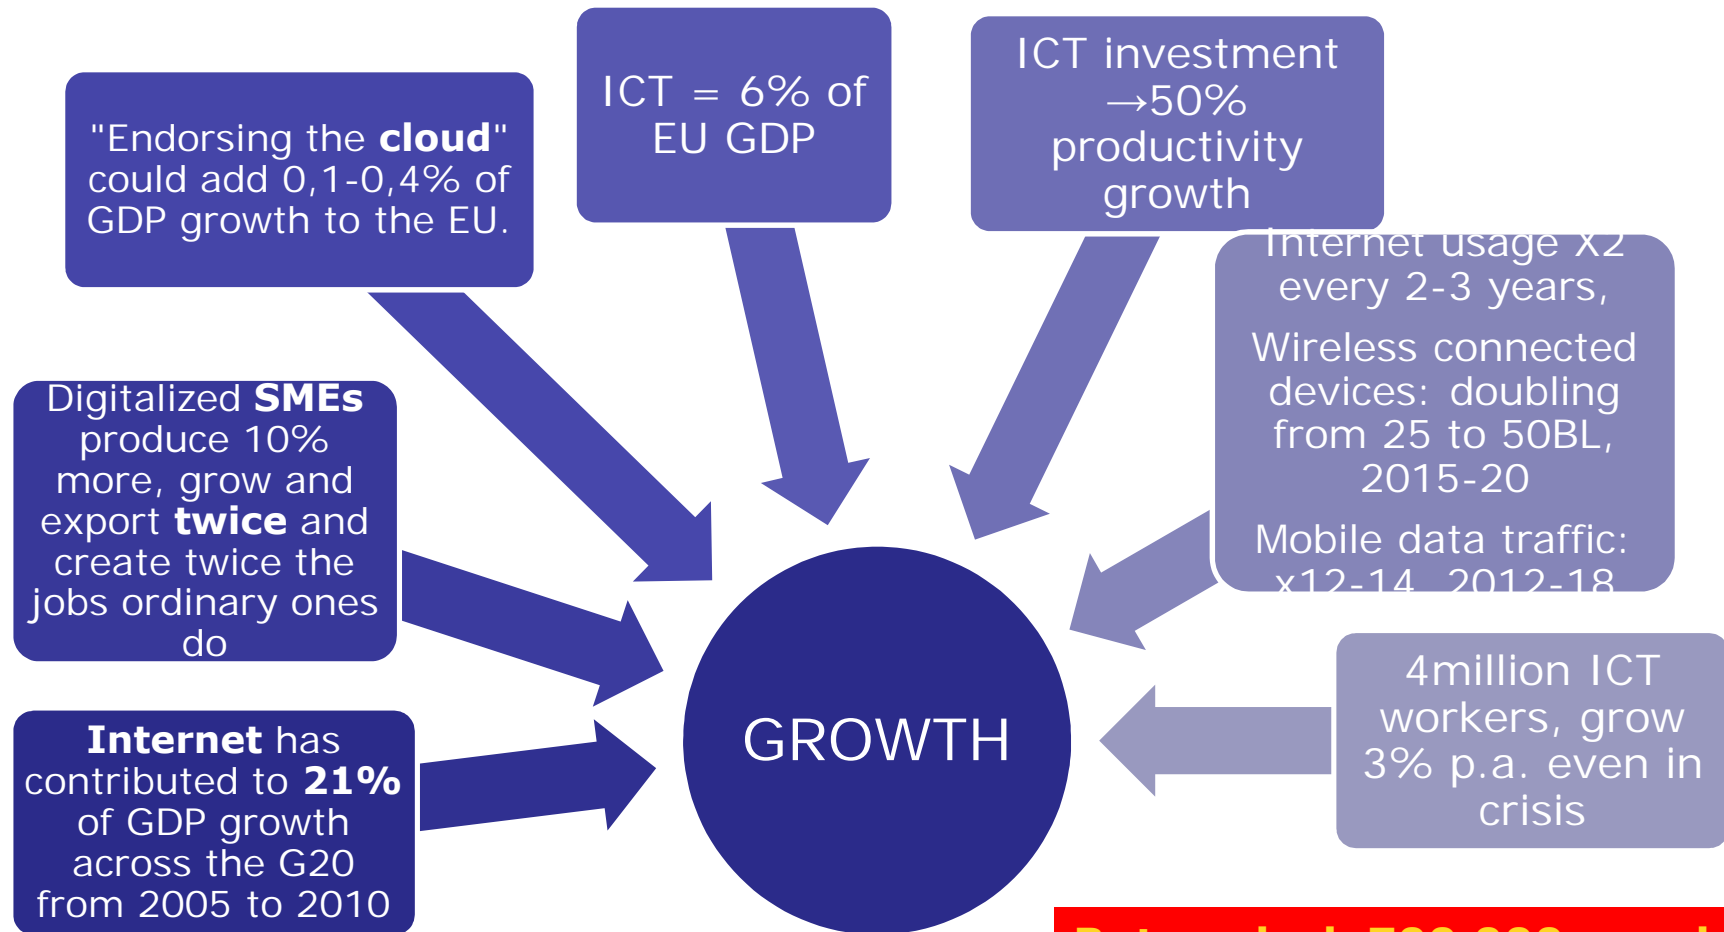 "Endorsing the cloud"
could add 0,1-0,4% of
GDP growth to the EU.
ICT = 6% of
EU GDP
ICT investment
→50%
productivity
growth
Internet usage X2
every 2-3 years,
Wireless connected
devices: doubling
from 25 to 50BL,
2015-20
Mobile data traffic:
x12-14, 2012-18
Digitalized SMEs
produce 10%
more, grow and
export twice and
create twice the
jobs ordinary ones
do
Internet has
contributed to 21%
of GDP growth
across the G20
from 2005 to 2010
GROWTH
4million ICT
workers, grow
3% p.a. even in
crisis